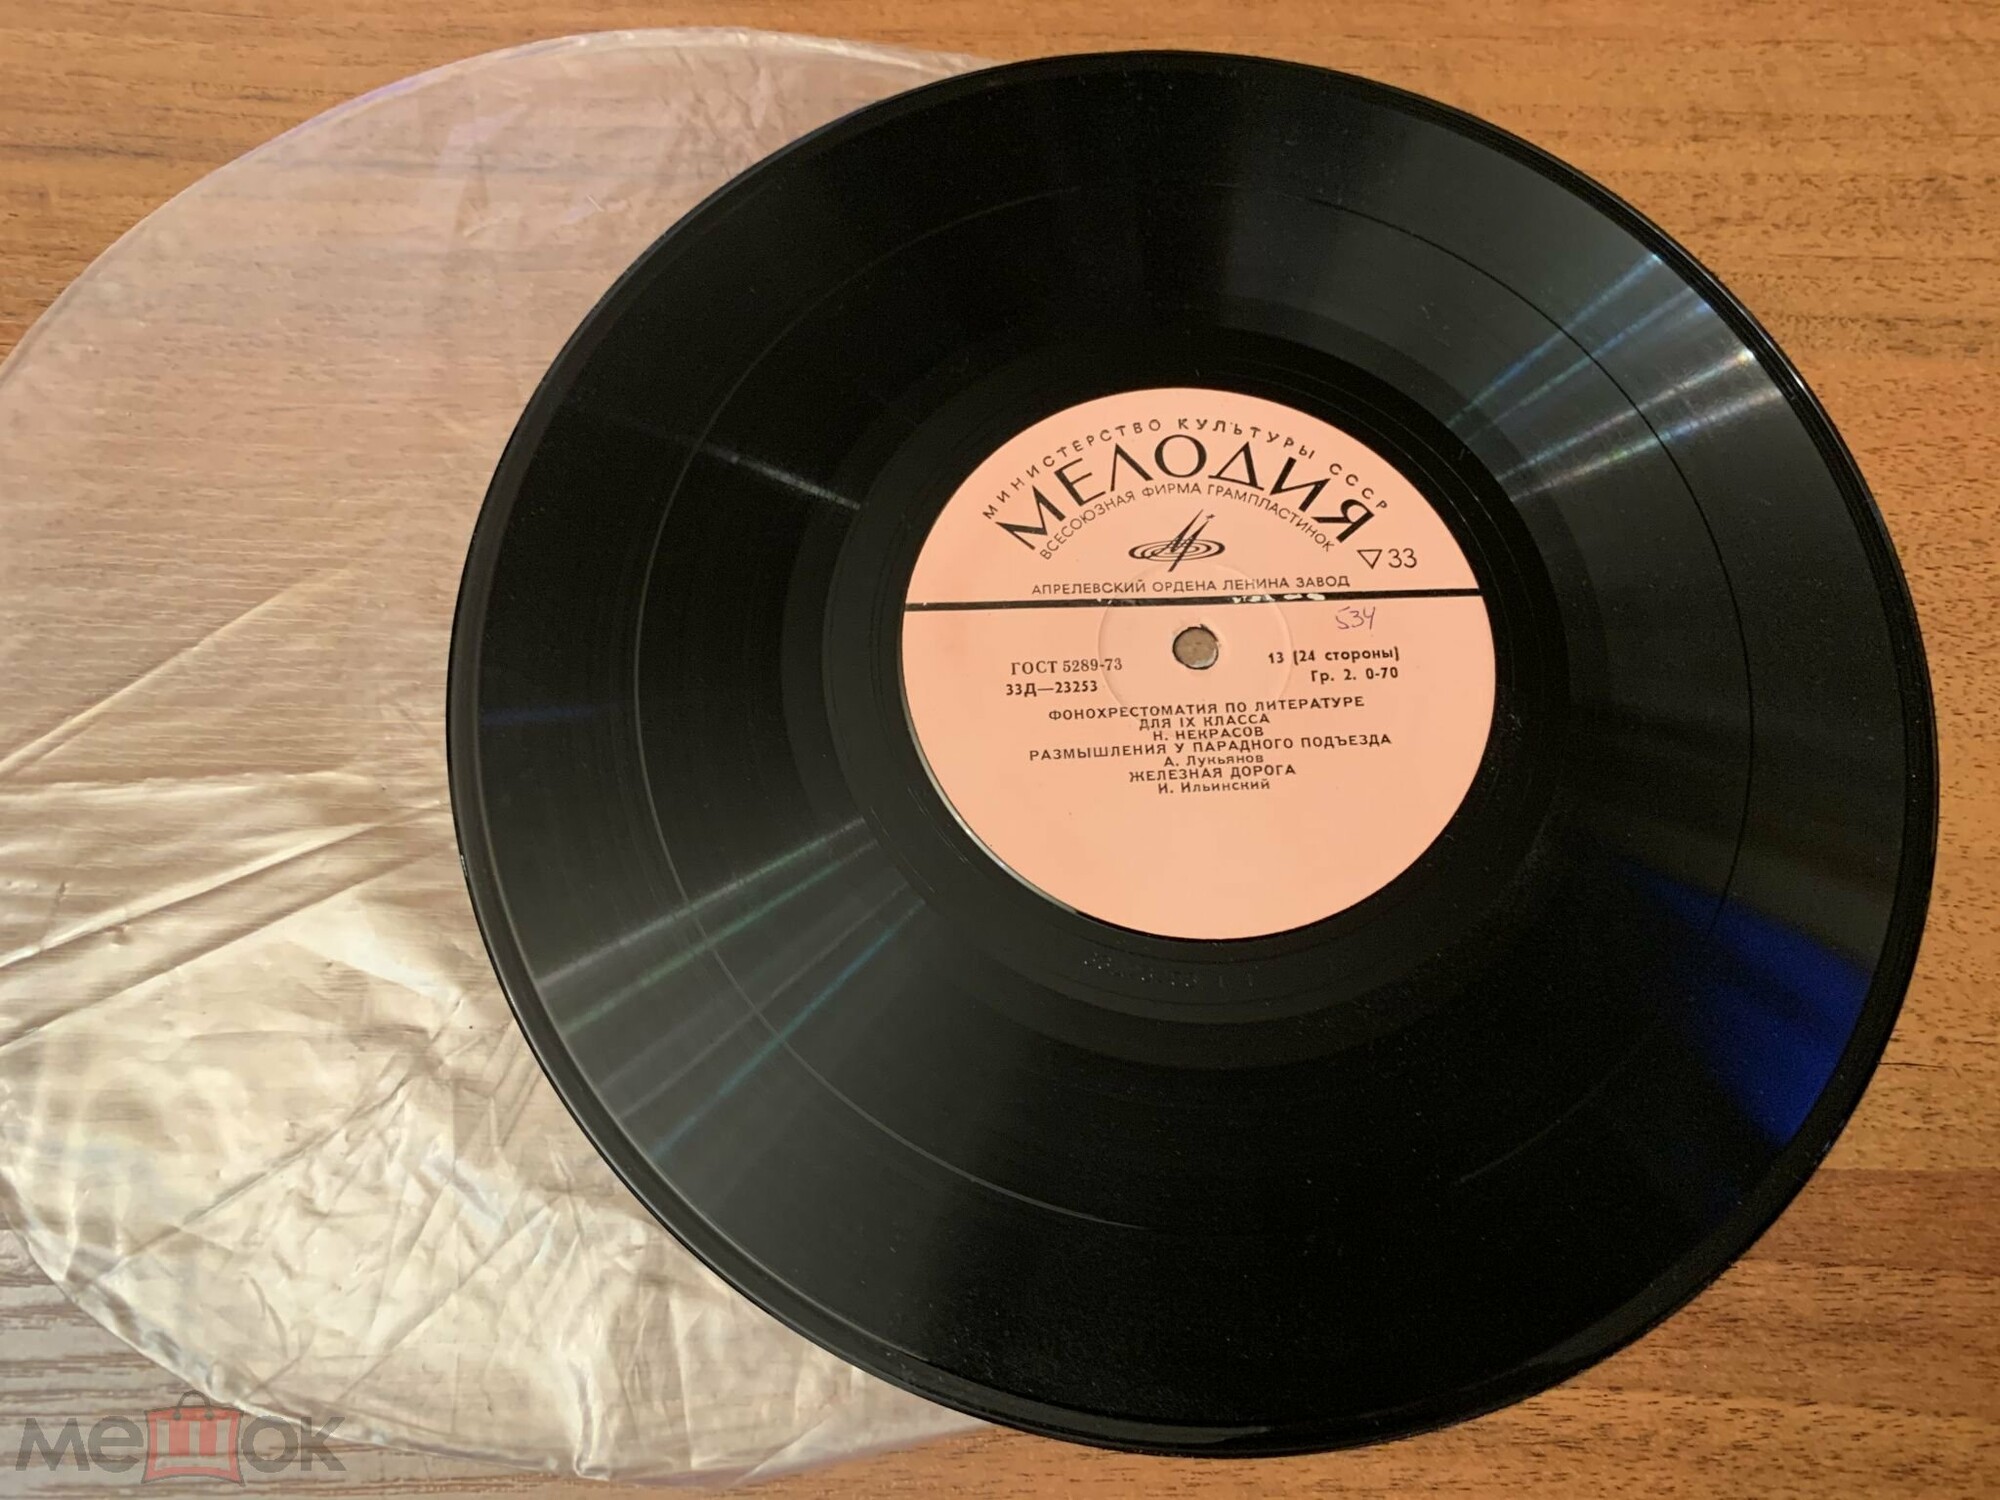 МИНИСТЕРСТВО КУЛЬТУРЫ СССР
МЕЛОДИЯ
ВСЕСОЮЗНАЯ ФИРМА ГРАМПЛАСТИНОК
▽33
АПРЕЛЕВСКИЙ ОРДЕНА ЛЕНИНА ЗАВОД
534
ГОСТ 5289-73
33Д—23253
13 (24 стороны)
Гр. 2. 0-70
ФОНОХРЕСТОМАТИЯ ПО ЛИТЕРАТУРЕ
ДЛЯ IX КЛАССА
Н. НЕКРАСОВ
РАЗМЫШЛЕНИЯ У ПАРАДНОГО ПОДЪЕЗДА
А. Лукьянов
ЖЕЛЕЗНАЯ ДОРОГА
И. Ильинский
мешок